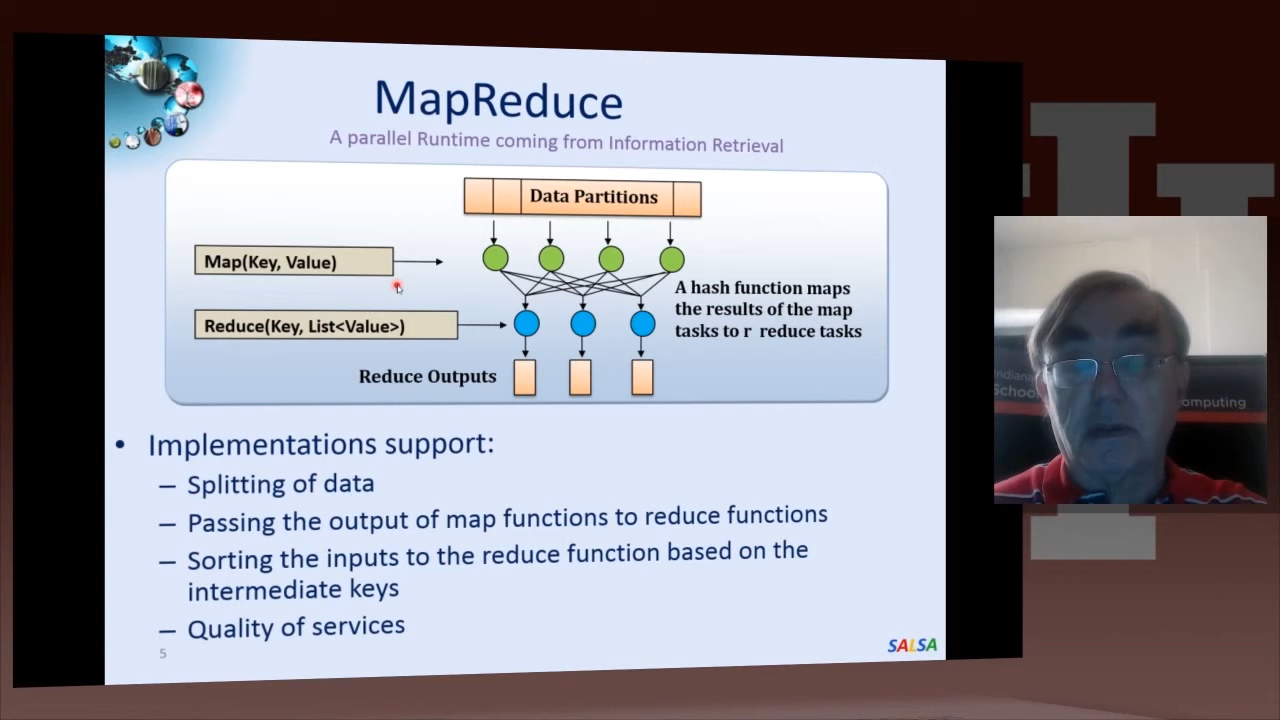 MapReduce
A parallel Runtime coming from Information Retrieval
Data Partitions
Map(Key, Value)
A hash function maps
the results of the map
tasks to r reduce tasks
Reduce(Key, List<Value>)
Reduce Outputs
• Implementations support:
– Splitting of data
– Passing the output of map functions to reduce functions
– Sorting the inputs to the reduce function based on the
intermediate keys
– Quality of services
5
SALSA
Indiana
School
omputing